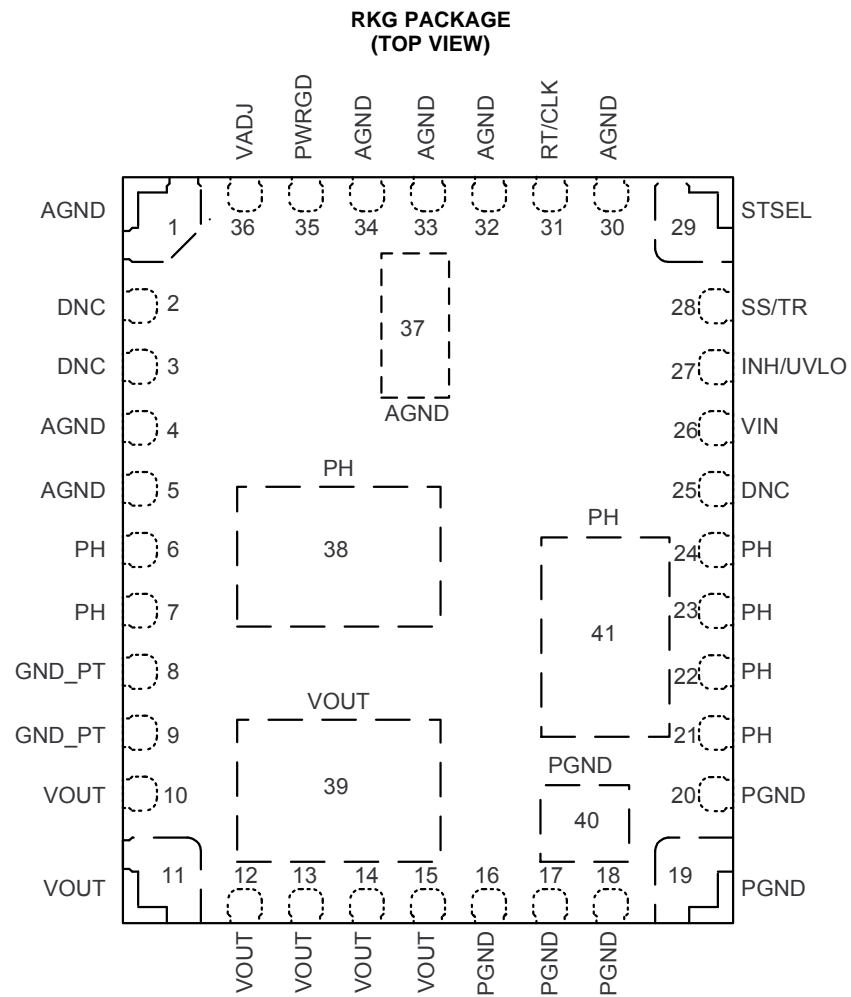 RKG PACKAGE
(TOP VIEW)
VADJ
PWRGD
AGND
AGND
AGND
RT/CLK
AGND
AGND
1
36
35
34
33
32
31
30
29
STSEL
DNC
2
28
SS/TR
DNC
3
37
27
INH/UVLO
AGND
AGND
4
26
VIN
AGND
5
25
DNC
PH
38
PH
41
PH
6
24
PH
PH
7
23
PH
GND_PT
8
22
PH
GND_PT
9
21
PH
VOUT
39
PGND
40
VOUT
10
20
PGND
VOUT
11
12
13
14
15
16
17
18
19
PGND
VOUT
VOUT
VOUT
VOUT
PGND
PGND
PGND